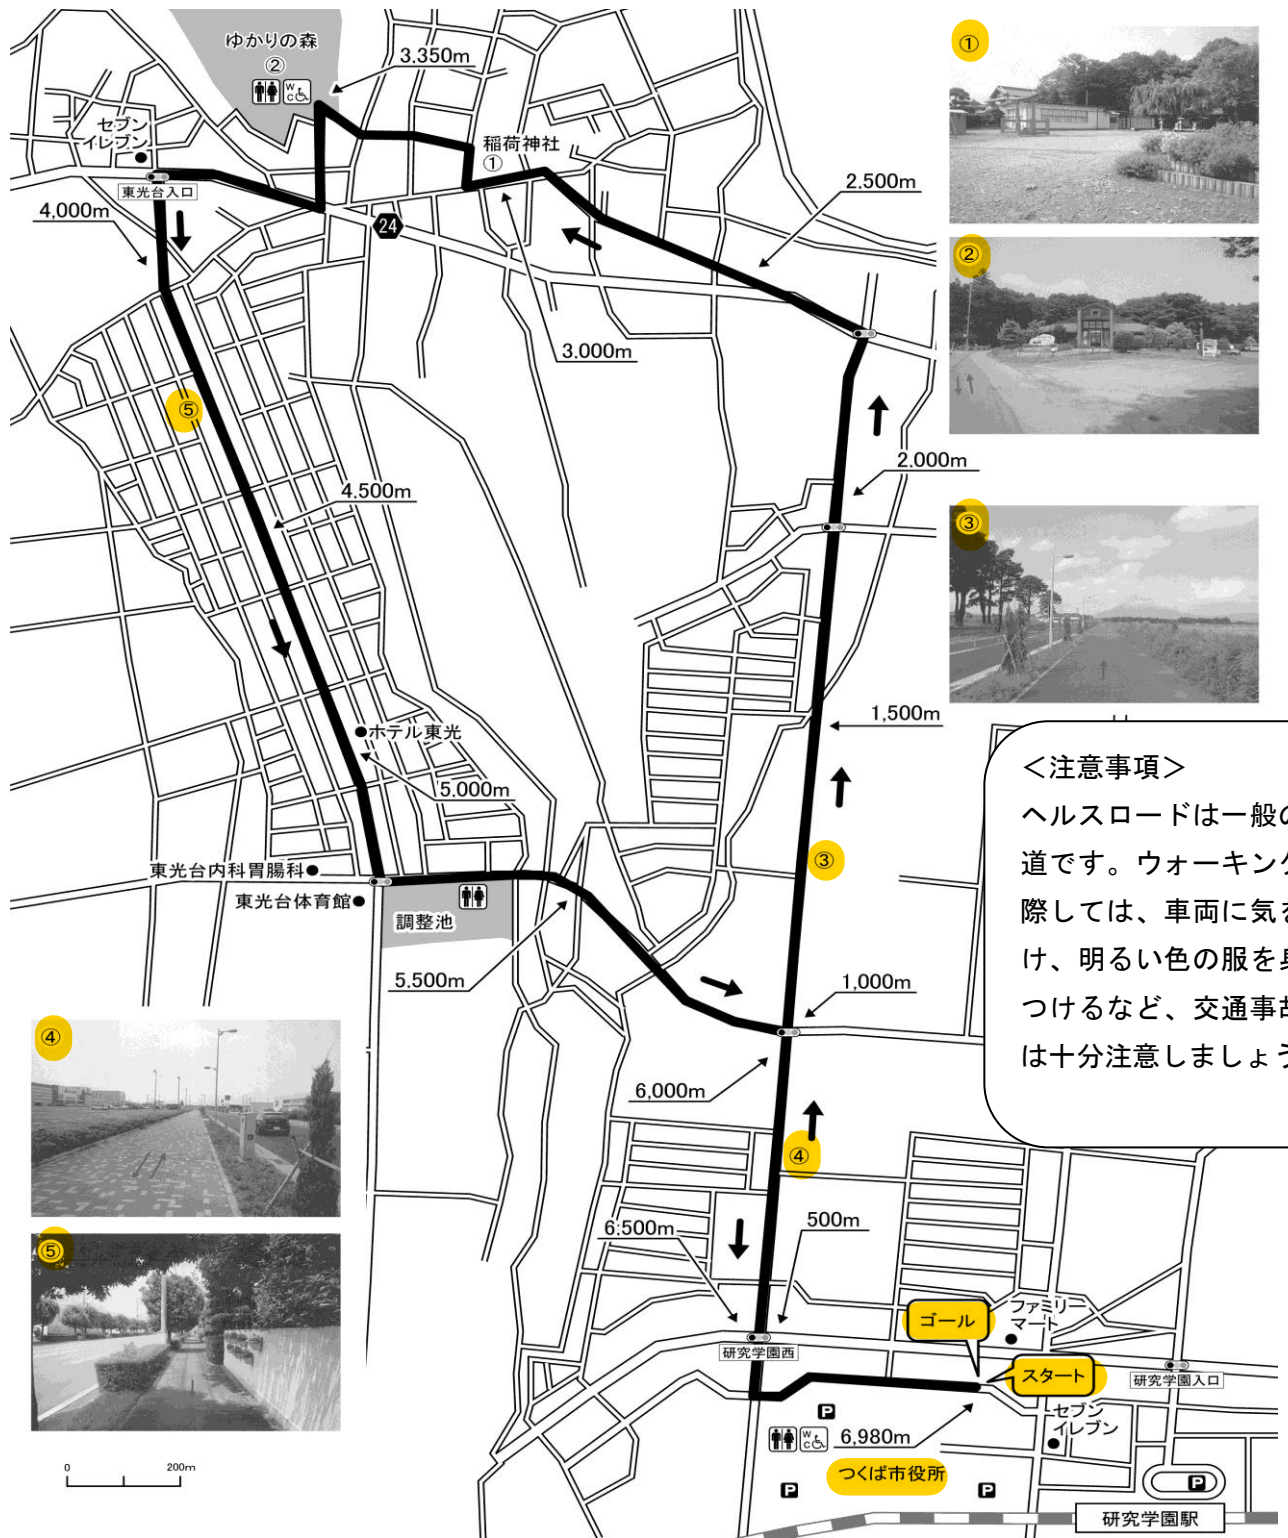 ゆかりの森
②
WC
3.350m
①
セブン
イレブン
稲荷神社
①
東光台入口
2,500m
4,000m
24
②
3.000m
⑤
2.000m
4.500m
③
1,500m
ホテル東光
5.000m
<注意事項>
ヘルスロードは一般の
道です。ウォーキング
際しては、車両に気を
け、明るい色の服を身
つけるなど、交通事故
は十分注意しましょう
③
東光台内科胃腸科
東光台体育館
調整池
5.500m
1,000m
④
6,000m
④
6.500m
500m
⑤
ゴール
ファミリー
マート
研究学園西
スタート
研究学園入口
P
セブン
イレブン
WC
6,980m
つくば市役所
0
200m
P
P
P
研究学園駅